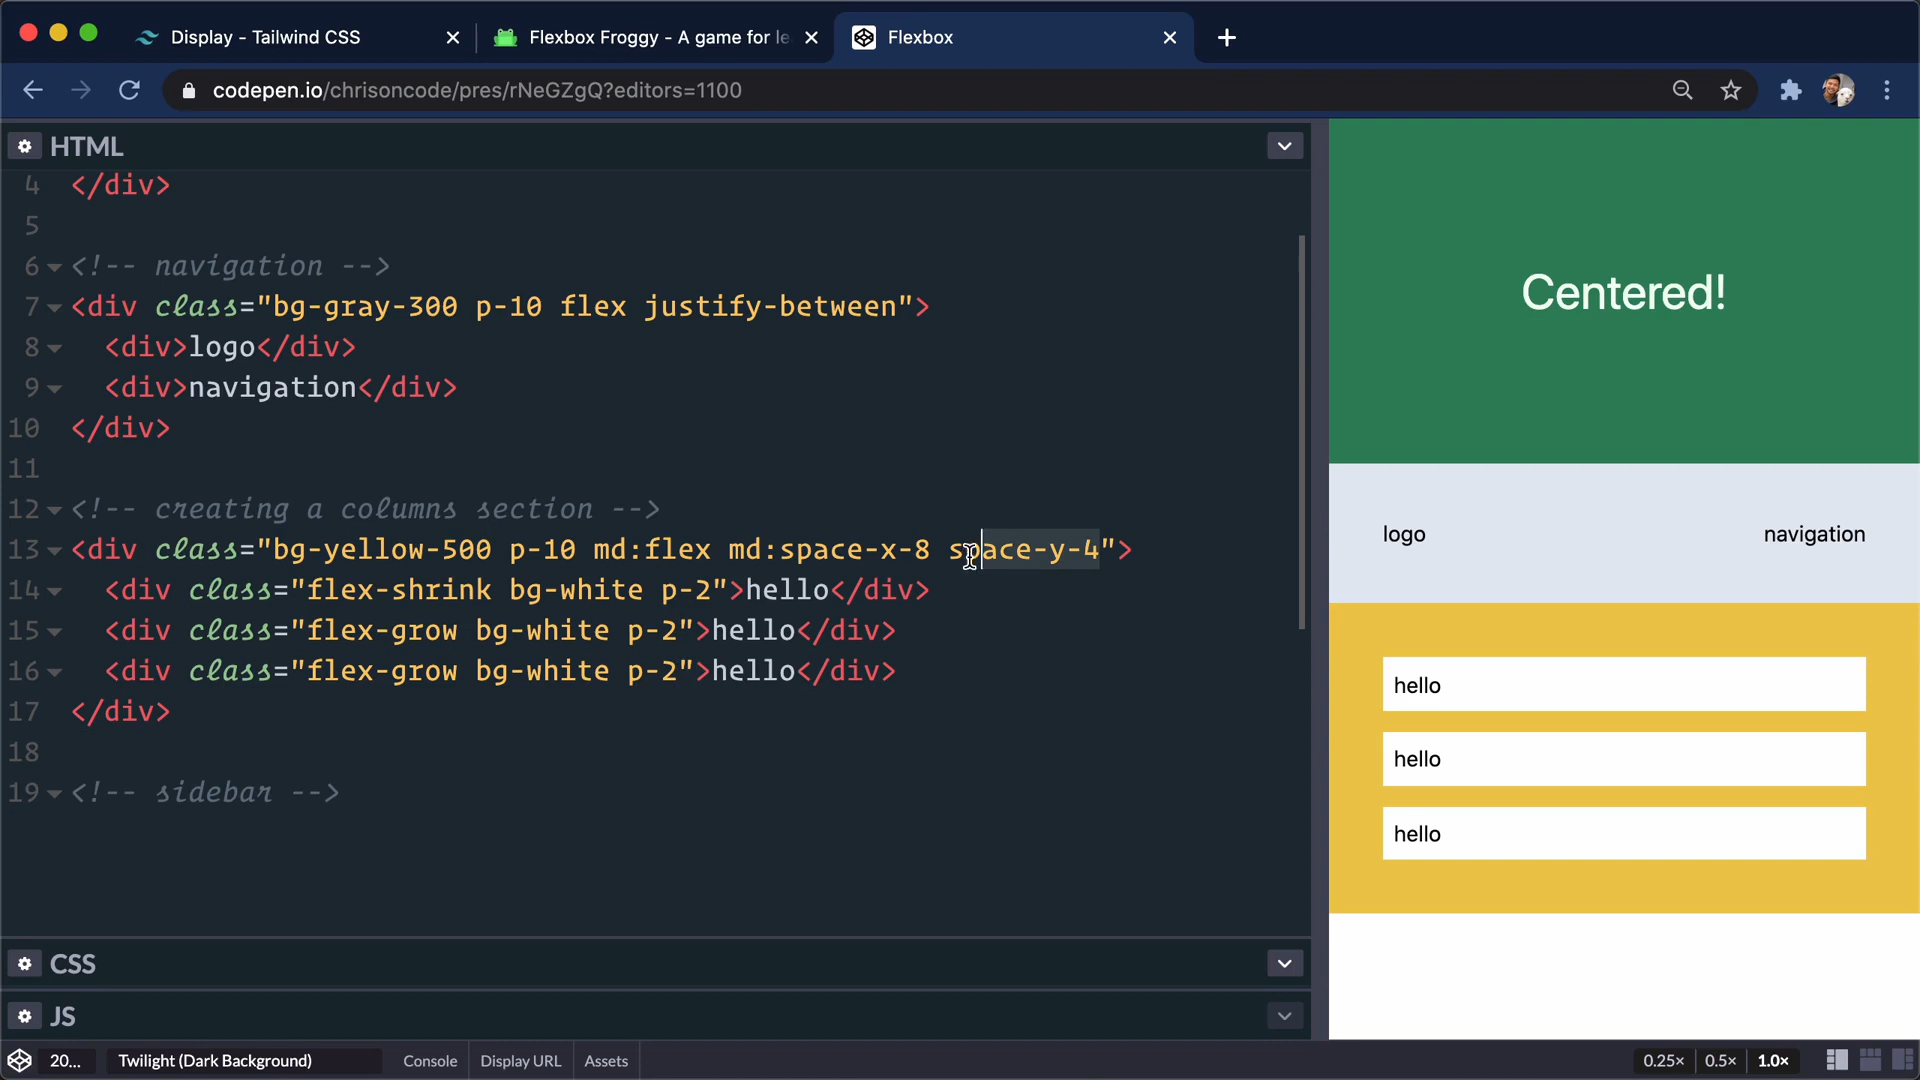 Display - Tailwind CSS
Flexbox Froggy - A game for le
Flexbox
codepen.io/chrisoncode/pres/rNeGZgQ?editors=1100
HTML
4 </div>
5
6 <!-- navigation -->
7 <div class="bg-gray-300 p-10 flex justify-between">
8 <div>logo</div>
9 <div>navigation</div>
10 </div>
11
12 <!-- creating a columns section -->
13 <div class="bg-yellow-500 p-10 md:flex md:space-x-8 space-y-4">
14 <div class="flex-shrink bg-white p-2">hello</div>
15 <div class="flex-grow bg-white p-2">hello</div>
16 <div class="flex-grow bg-white p-2">hello</div>
17 </div>
18
19 <!-- sidebar -->
CSS
JS
Centered!
logo navigation
hello
hello
hello
20... Twilight (Dark Background) Console Display URL Assets 0.25× 0.5× 1.0×